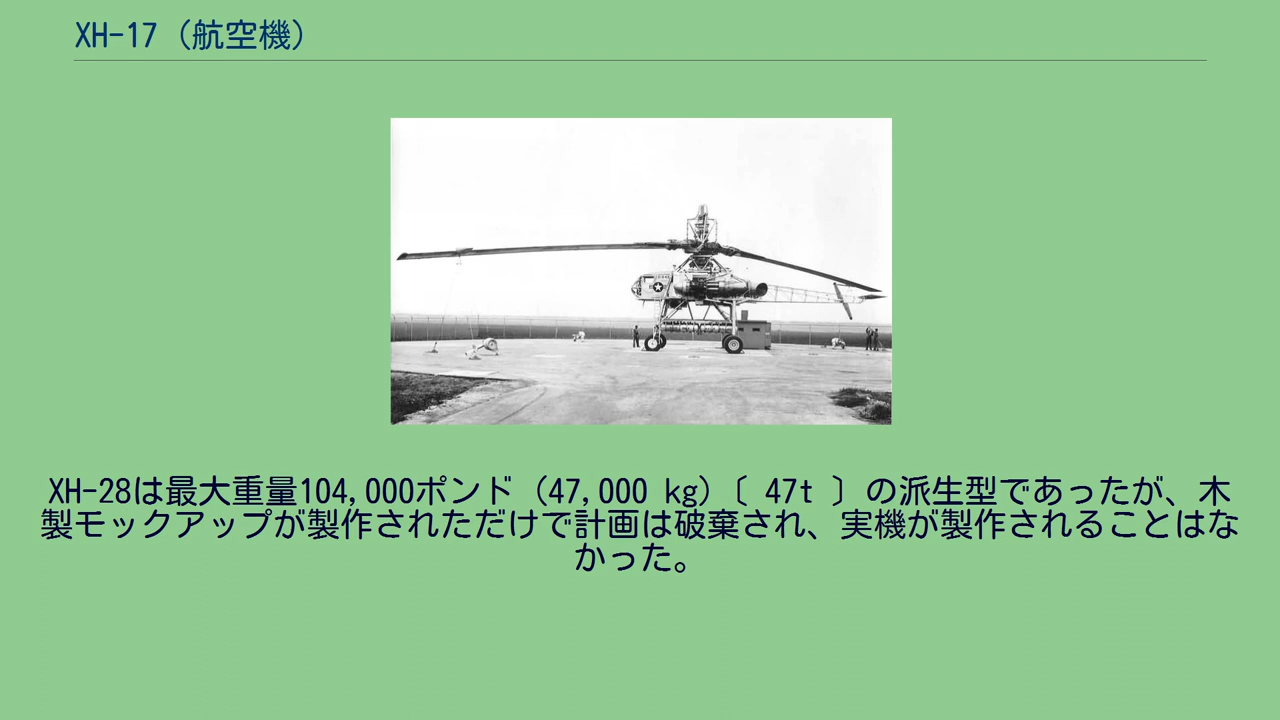 XH-17（航空機）
XH-28は最大重量104,000ポンド（47,000 kg）〔 47t 〕の派生型であったが、木
製モックアップが製作されただけで計画は破棄され、実機が製作されることはな
かった。